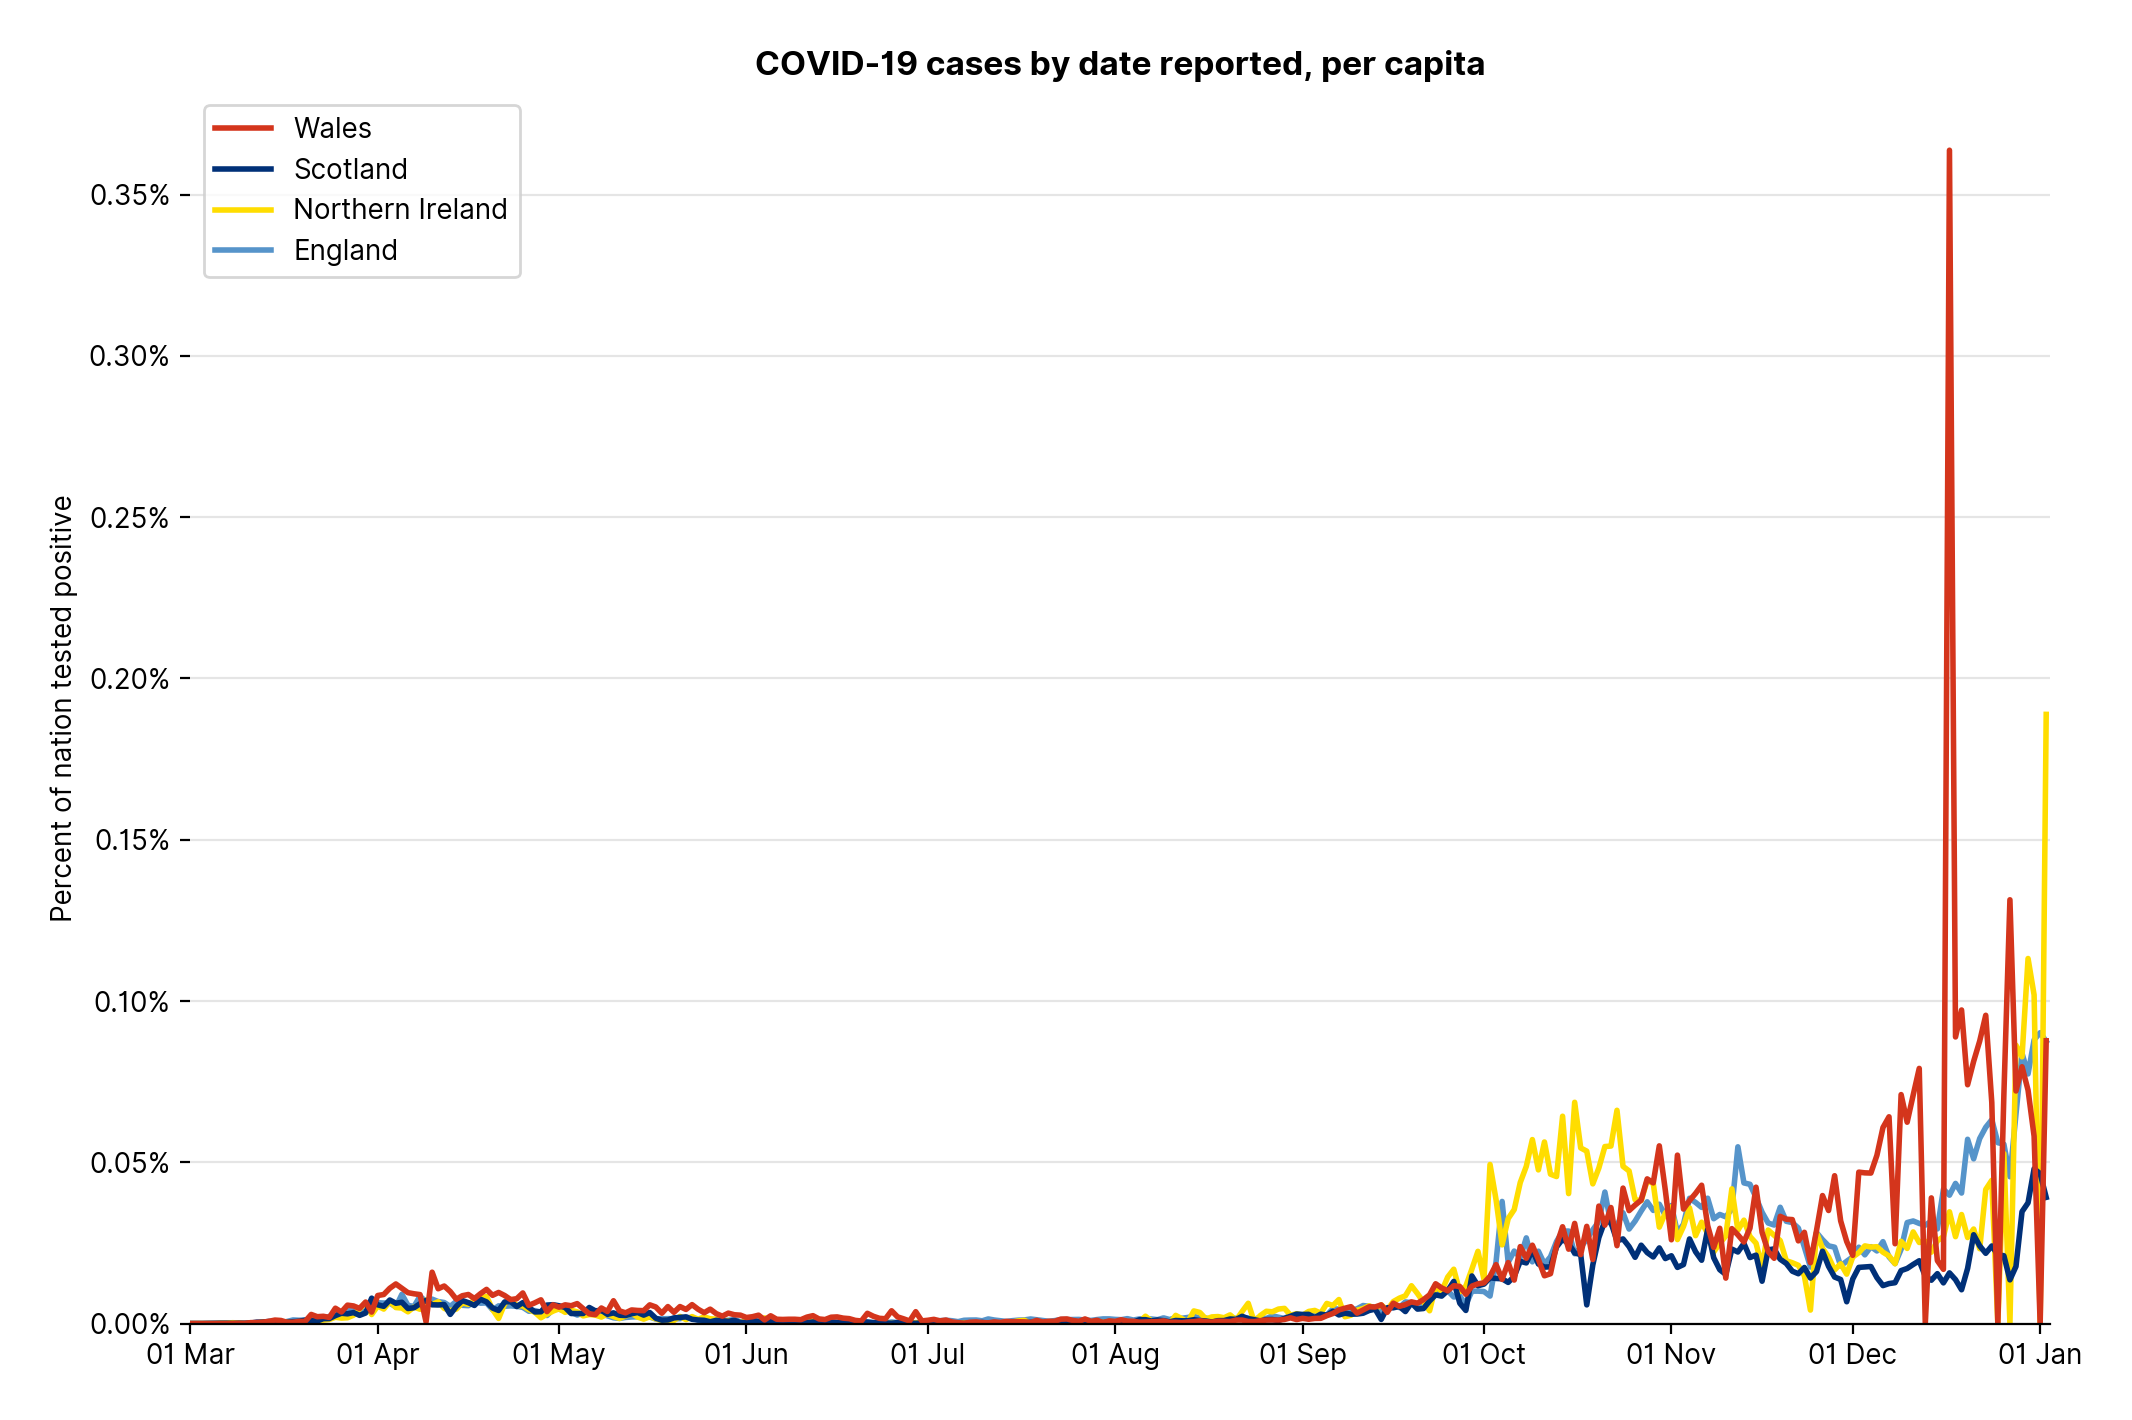 COVID-19 cases by date reported, per capita
Wales
Scotland
Northern Ireland
England
Percent of nation tested positive
0.35%
0.30%
0.25%
0.20%
0.15%
0.10%
0.05%
0.00%
01 Mar
01 Apr
01 May
01 Jun
01 Jul
01 Aug
01 Sep
01 Oct
01 Nov
01 Dec
01 Jan